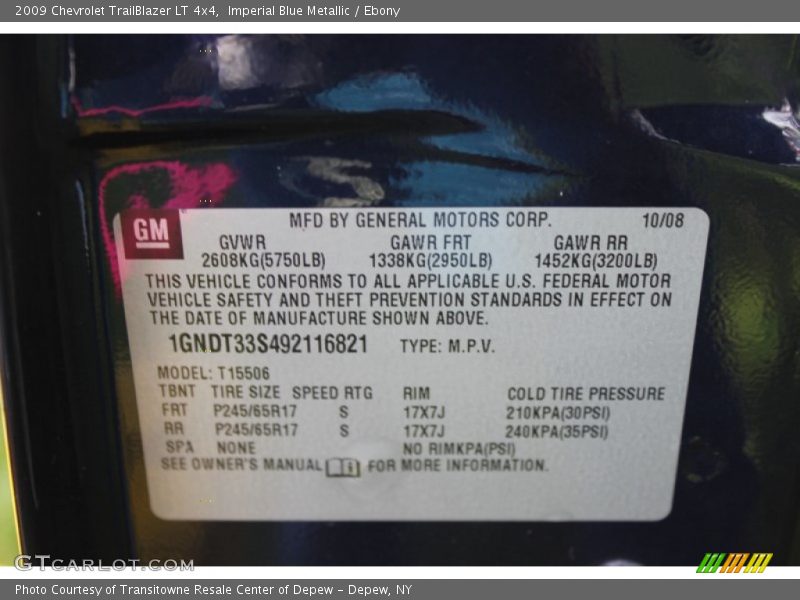 2009 Chevrolet TrailBlazer LT 4x4, Imperial Blue Metallic / Ebony
GM
MFD BY GENERAL MOTORS CORP. 10/08
GVWR GAWR FRT GAWR RR
2608KG(5750LB) 1338KG(2950LB) 1452KG(3200LB)
THIS VEHICLE CONFORMS TO ALL APPLICABLE U.S. FEDERAL MOTOR
VEHICLE SAFETY AND THEFT PREVENTION STANDARDS IN EFFECT ON
THE DATE OF MANUFACTURE SHOWN ABOVE.
1GNDT33S492116821 TYPE: M.P.V.
MODEL: T15506
TBNT TIRE SIZE SPEED RTG RIM COLD TIRE PRESSURE
FRT P245/65R17 S 17X7J 210KPA(30PSI)
RR P245/65R17 S 17X7J 240KPA(35PSI)
SPA NONE NO RIMKPA(PSI)
SEE OWNER'S MANUAL FOR MORE INFORMATION.
GTCARLOT.COM
Photo Courtesy of Transitowne Resale Center of Depew – Depew, NY